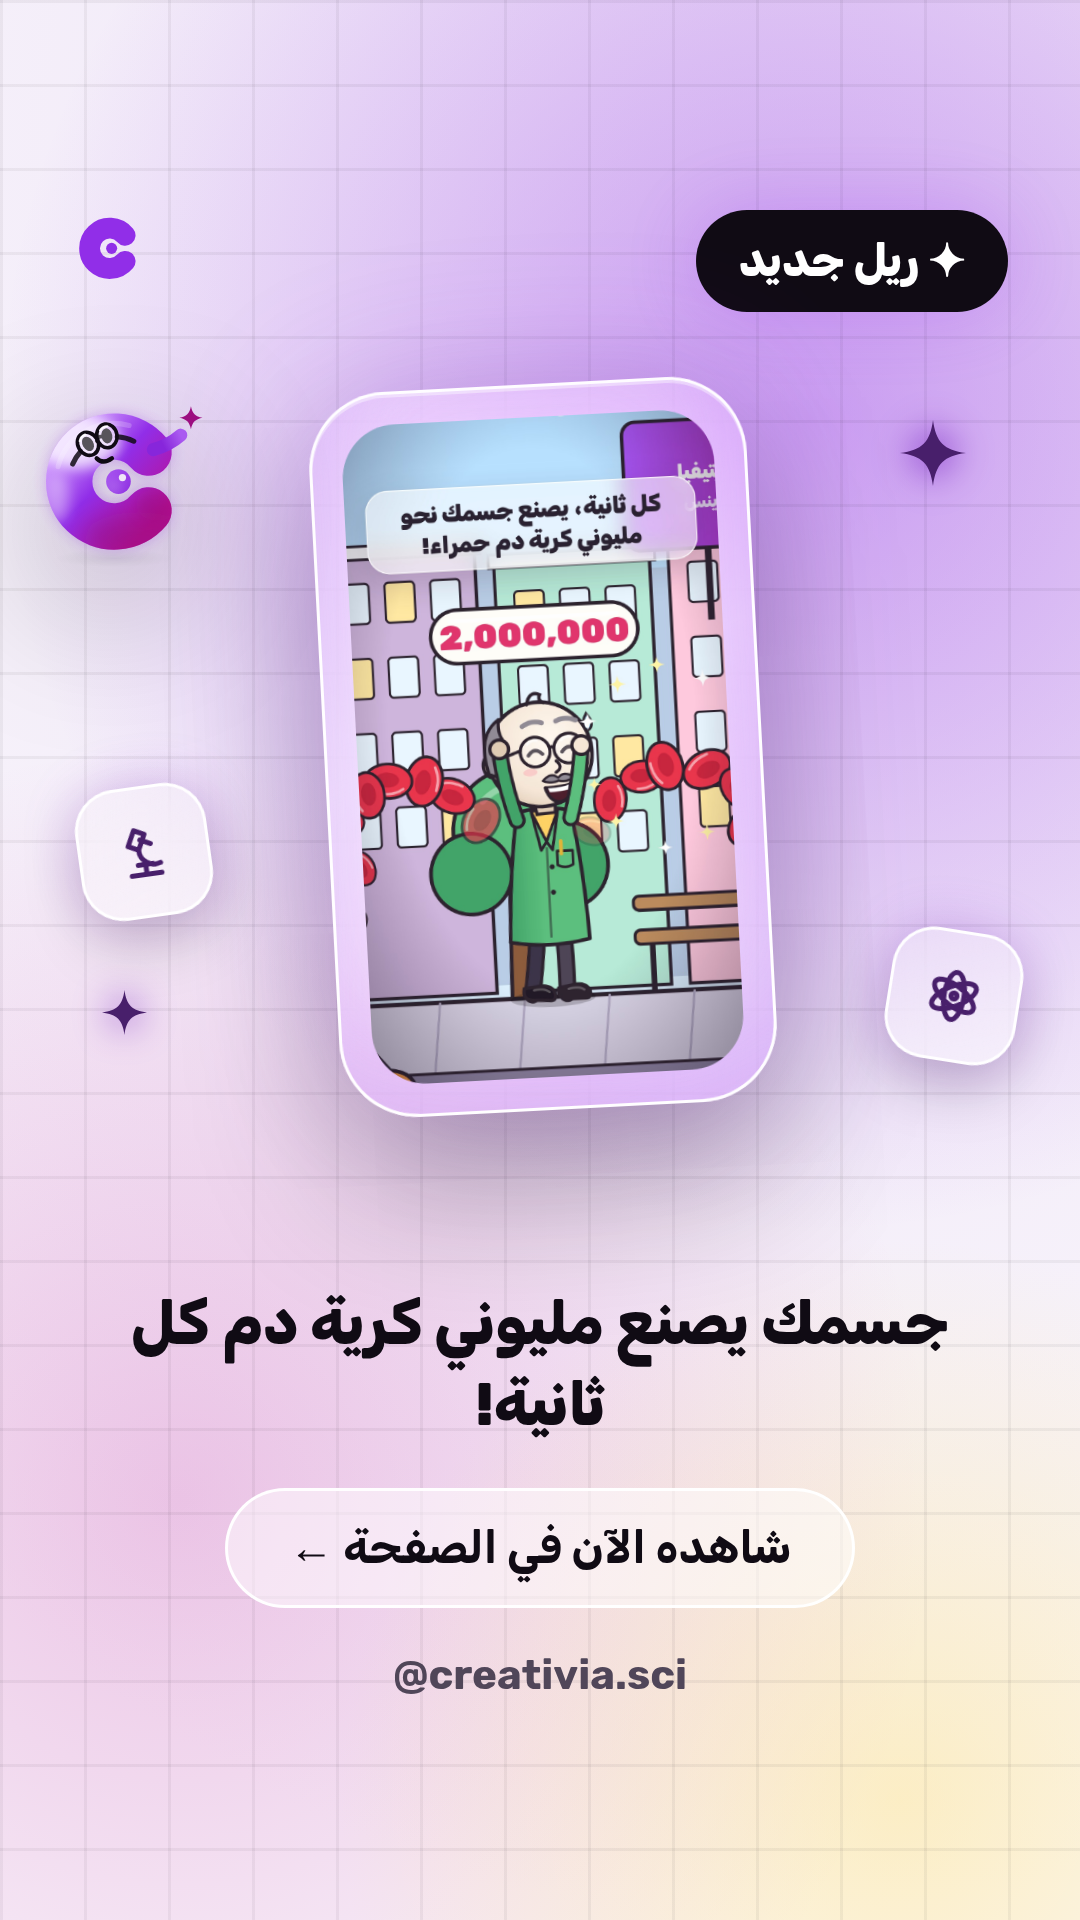 ✦ ريل جديد
كل ثانية، يصنع جسمك نحو
مليوني كرية دم حمراء!
2,000,000
جسمك يصنع مليوني كرية دم كل
ثانية!
شاهده الآن في الصفحة ←
@creativia.sci